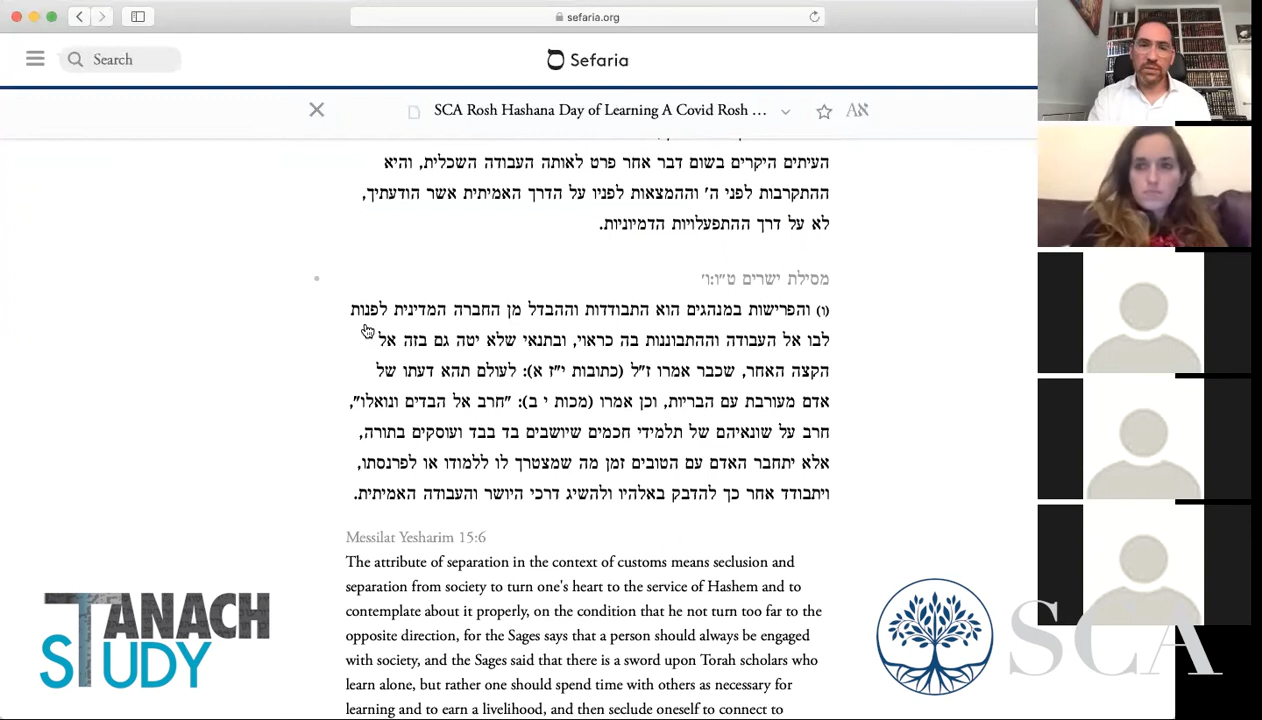 sefaria.org
Search
Sefaria
SCA Rosh Hashana Day of Learning A Covid Rosh …
העיתים היקרים בשום דבר אחר פרט לאותה העבודה השכלית, והיא
ההתקרבות לפני ה' וההמצאות לפניו על הדרך האמיתית אשר הודעתיך,
לא על דרך ההתפעלויות הדמיוניות.
מסילת ישרים ט״ו:ו׳
(ו) והפרישות במנהגים הוא התבודדות וההבדל מן החברה המדינית לפנות
לבו אל העבודה וההתבוננות בה כראוי, ובתנאי שלא יטה גם בזה אל
הקצה האחר, שכבר אמרו ז"ל (כתובות י"ז א): לעולם תהא דעתו של
אדם מעורבת עם הבריות, וכן אמרו (מכות י ב): "חרב אל הבדים ונואלו",
חרב על שונאיהם של תלמידי חכמים שיושבים בד בבד ועוסקים בתורה,
אלא יתחבר האדם עם הטובים זמן מה שמצטרך לו ללמודו או לפרנסתו,
ויתבודד אחר כך להדבק באלהיו ולהשיג דרכי היושר והעבודה האמיתית.
Messilat Yesharim 15:6
The attribute of separation in the context of customs means seclusion and
separation from society to turn one's heart to the service of Hashem and to
contemplate about it properly, on the condition that he not turn too far to the
opposite direction, for the Sages says that a person should always be engaged
with society, and the Sages said that there is a sword upon Torah scholars who
learn alone, but rather one should spend time with others as necessary for
learning and to earn a livelihood, and then seclude oneself to connect to
TANACH
STUDY
SCA